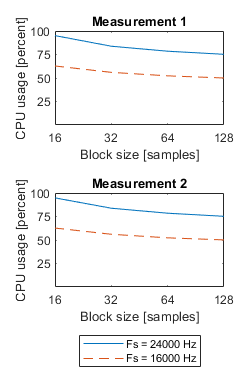 Measurement 1
CPU usage [percent]
100
75
50
25
16 32 64 128
Block size [samples]
Measurement 2
CPU usage [percent]
100
75
50
25
16 32 64 128
Block size [samples]
Fs = 24000 Hz
Fs = 16000 Hz